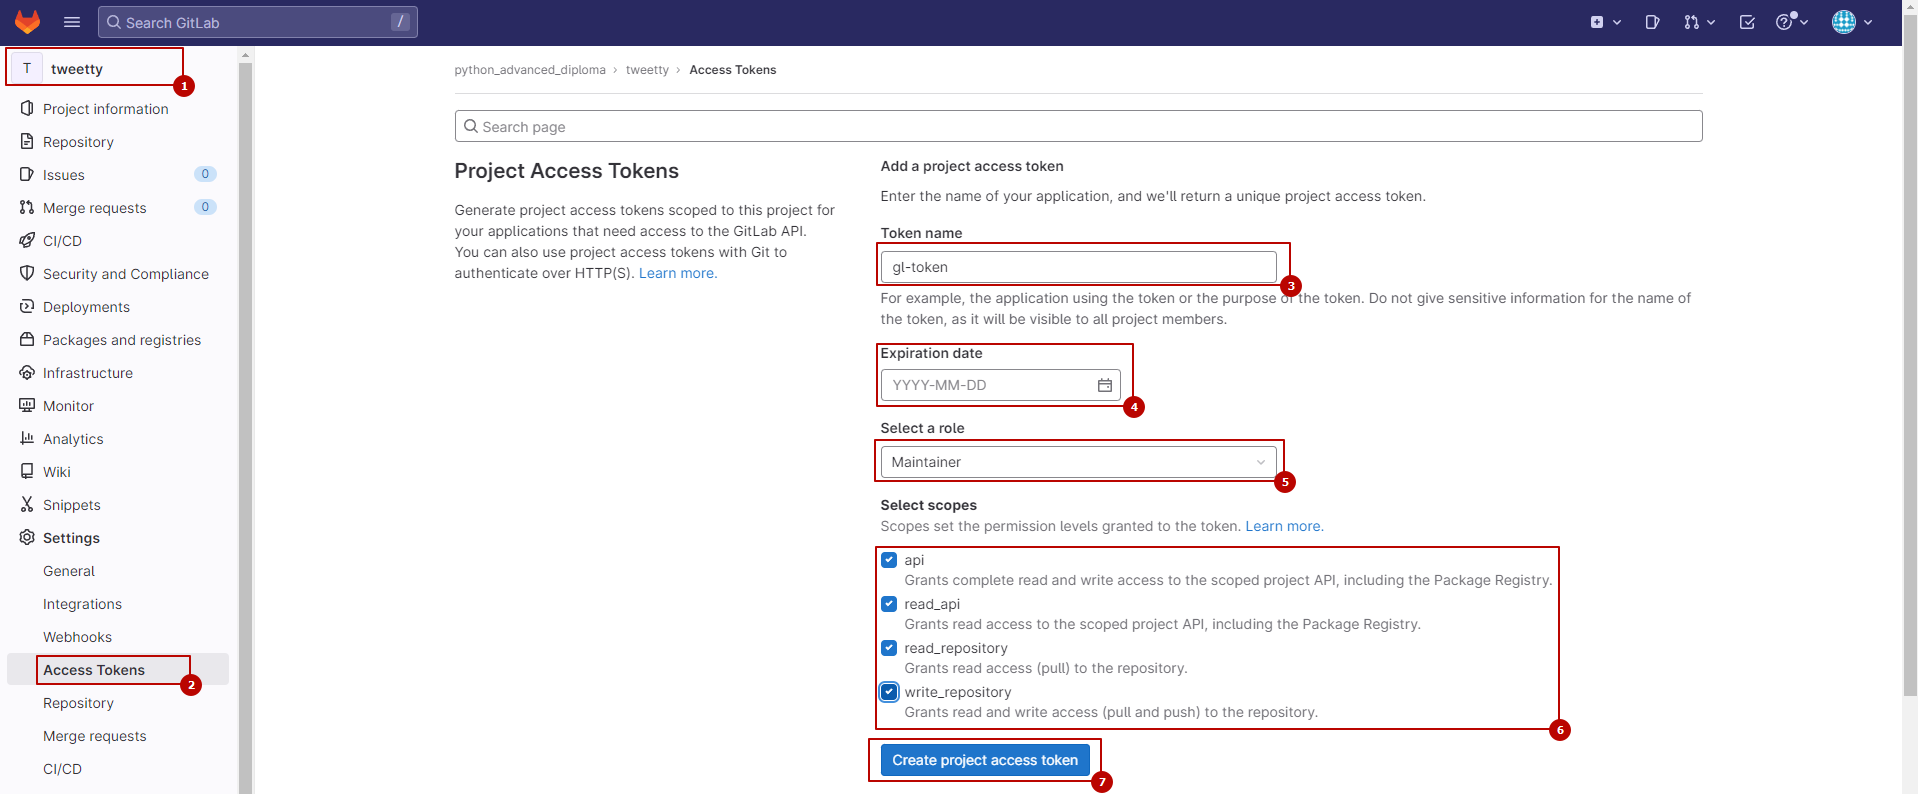 Search GitLab /
T tweetty
1
Project information
Repository
Issues 0
Merge requests 0
CI/CD
Security and Compliance
Deployments
Packages and registries
Infrastructure
Monitor
Analytics
Wiki
Snippets
Settings
General
Integrations
Webhooks
Access Tokens
2
Repository
Merge requests
CI/CD
python_advanced_diploma › tweetty › Access Tokens
Search page
Project Access Tokens
Generate project access tokens scoped to this project for
your applications that need access to the GitLab API.
You can also use project access tokens with Git to
authenticate over HTTP(S). Learn more.
Add a project access token
Enter the name of your application, and we'll return a unique project access token.
Token name
gl-token
3
For example, the application using the token or the purpose of the token. Do not give sensitive information for the name of
the token, as it will be visible to all project members.
Expiration date
YYYY-MM-DD
4
Select a role
Maintainer
5
Select scopes
Scopes set the permission levels granted to the token. Learn more.
api
Grants complete read and write access to the scoped project API, including the Package Registry.
read_api
Grants read access to the scoped project API, including the Package Registry.
read_repository
Grants read access (pull) to the repository.
write_repository
Grants read and write access (pull and push) to the repository.
6
Create project access token
7